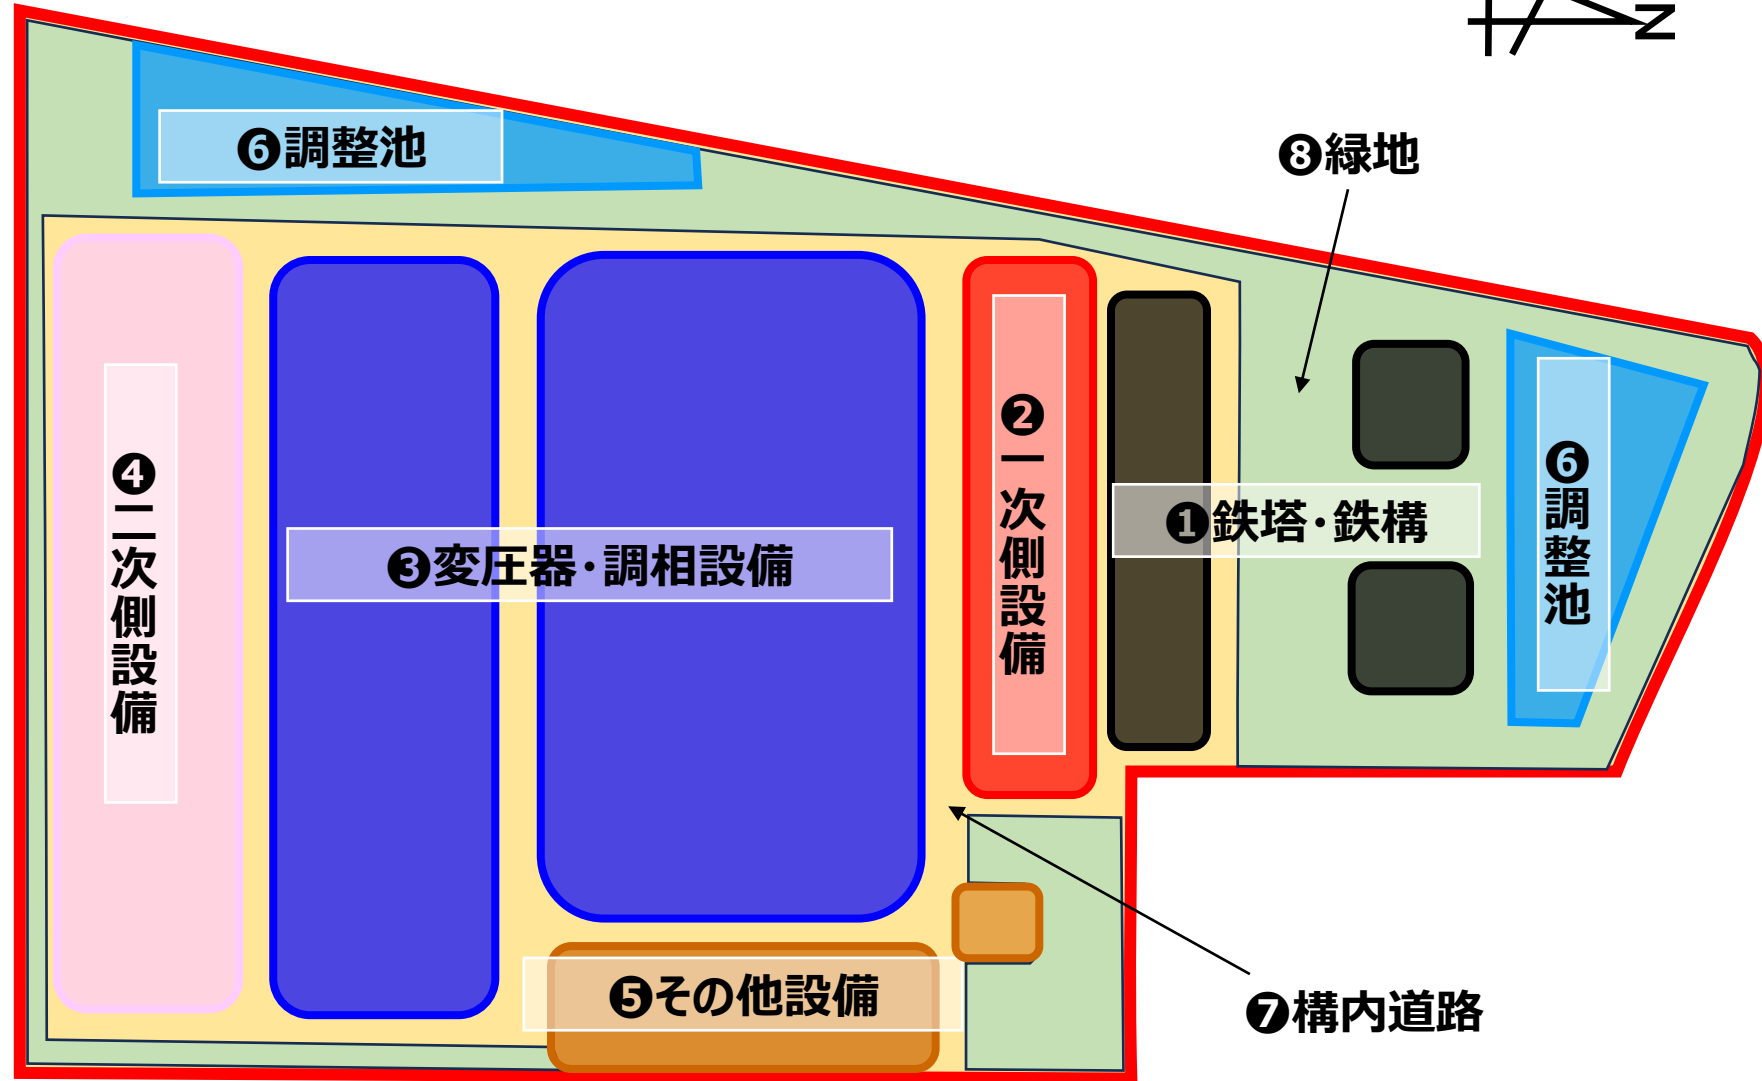 N
❻調整池
❽緑地
❹二次側設備
❸変圧器･調相設備
❷一次側設備
❶鉄塔･鉄構
❻調整池
❺その他設備
❼構内道路